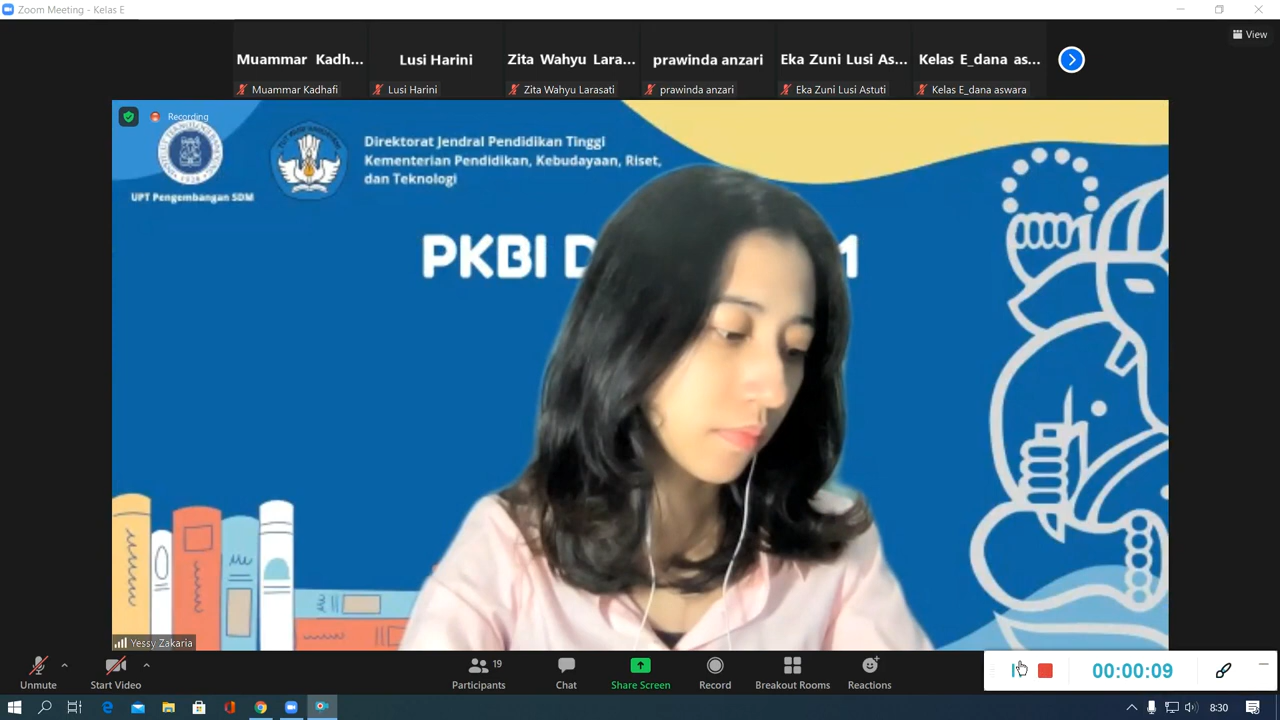 Zoom Meeting - Kelas E
View
Muammar Kadh...
Lusi Harini
Zita Wahyu Lara...
prawinda anzari
Eka Zuni Lusi As...
Kelas E_dana as...
Muammar Kadhafi
Lusi Harini
Zita Wahyu Larasati
prawinda anzari
Eka Zuni Lusi Astuti
Kelas E_dana aswara
Recording
Direktorat Jendral Pendidikan Tinggi
Kementerian Pendidikan, Kebudayaan, Riset,
dan Teknologi
UPT Pengembangan SDM
PKBI
Yessy Zakaria
Unmute
Start Video
Participants
19
Chat
Share Screen
Record
Breakout Rooms
Reactions
00:00:09
8:30